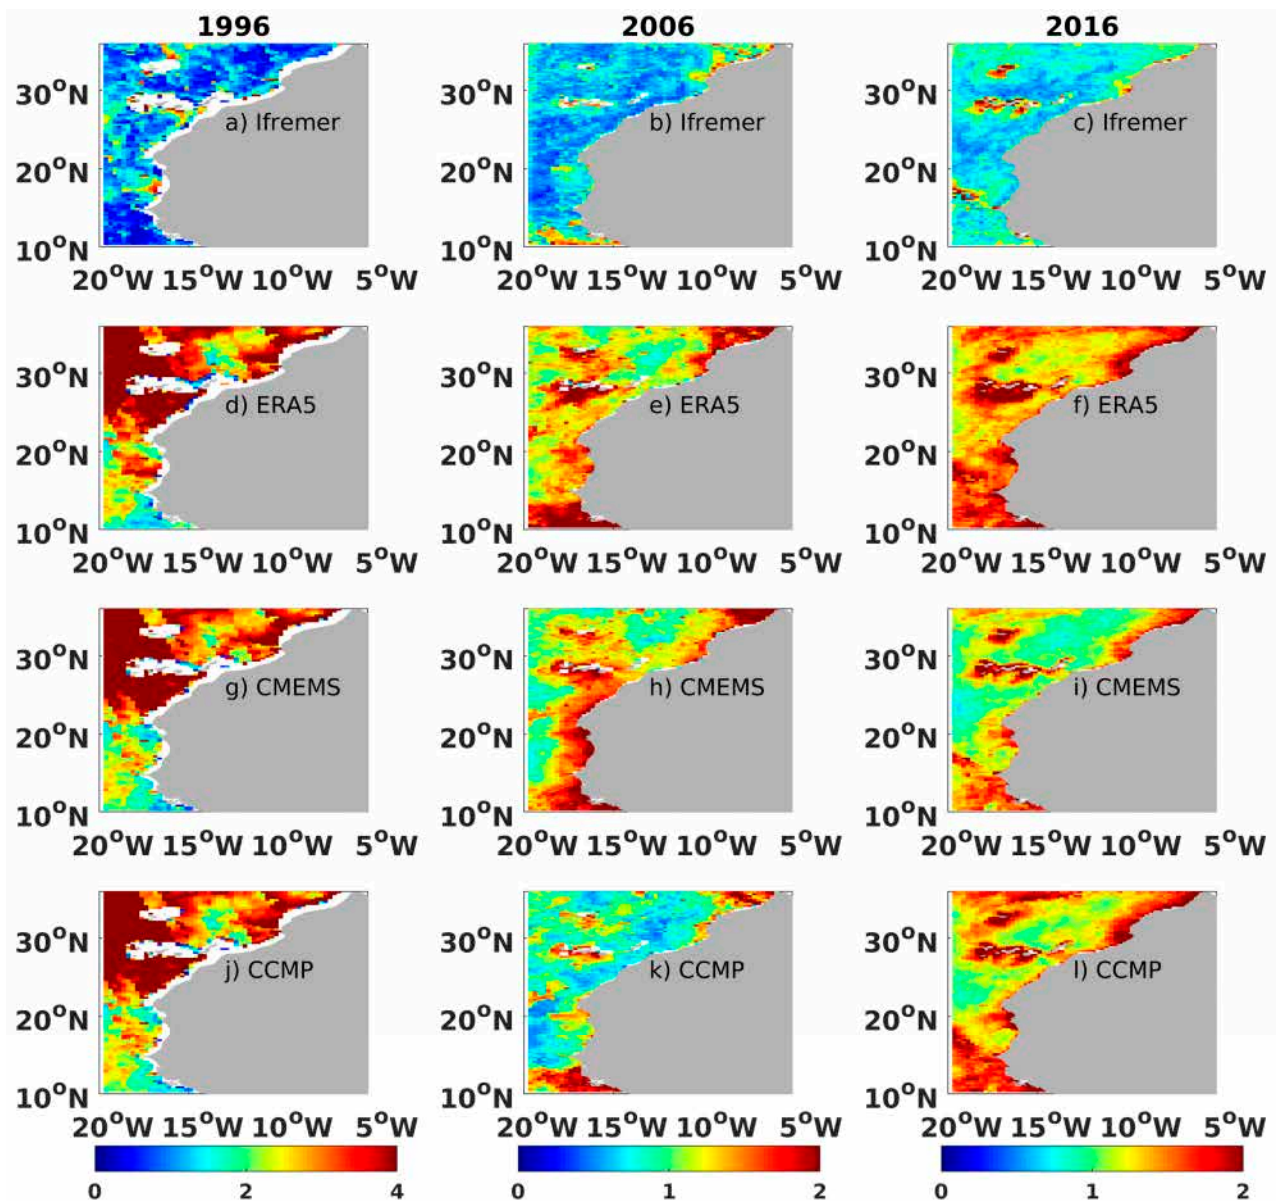 1996 2006 2016
30°N 30°N 30°N
a) Ifremer b) Ifremer c) Ifremer
20°N 20°N 20°N
10°N 10°N 10°N
20°W 15°W 10°W 5°W 20°W 15°W 10°W 5°W 20°W 15°W 10°W 5°W
30°N 30°N 30°N
d) ERA5 e) ERA5 f) ERA5
20°N 20°N 20°N
10°N 10°N 10°N
20°W 15°W 10°W 5°W 20°W 15°W 10°W 5°W 20°W 15°W 10°W 5°W
30°N 30°N 30°N
g) CMEMS h) CMEMS i) CMEMS
20°N 20°N 20°N
10°N 10°N 10°N
20°W 15°W 10°W 5°W 20°W 15°W 10°W 5°W 20°W 15°W 10°W 5°W
30°N 30°N 30°N
j) CCMP k) CCMP l) CCMP
20°N 20°N 20°N
10°N 10°N 10°N
20°W 15°W 10°W 5°W 20°W 15°W 10°W 5°W 20°W 15°W 10°W 5°W
0 2 4 0 1 2 0 1 2